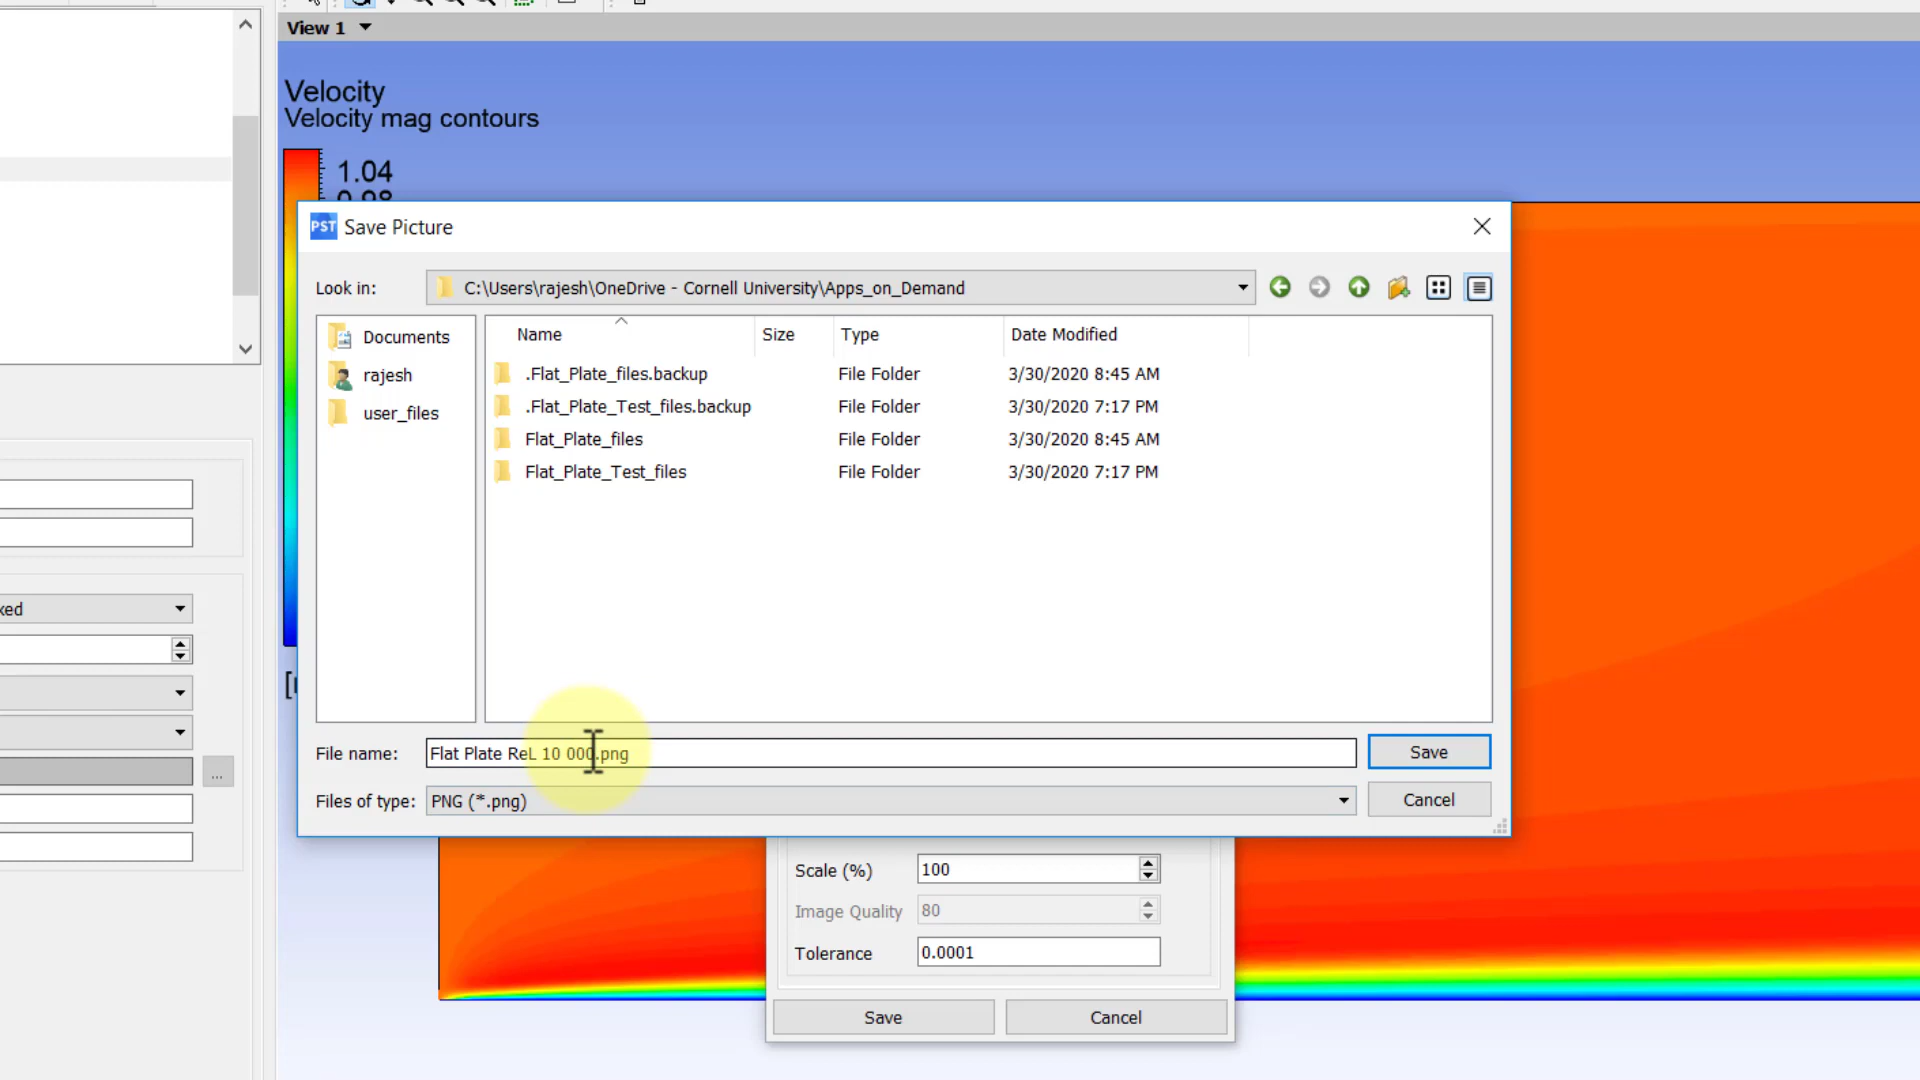 View 1
Velocity
Velocity mag contours
1.04
0.98
PST Save Picture
Look in: C:\Users\rajesh\OneDrive - Cornell University\Apps_on_Demand
Documents
rajesh
user_files
Name Size Type Date Modified
.Flat_Plate_files.backup File Folder 3/30/2020 8:45 AM
.Flat_Plate_Test_files.backup File Folder 3/30/2020 7:17 PM
Flat_Plate_files File Folder 3/30/2020 8:45 AM
Flat_Plate_Test_files File Folder 3/30/2020 7:17 PM
ked
[
...
File name: Flat Plate ReL 10 000.png Save
Files of type: PNG (*.png) Cancel
Scale (%) 100
Image Quality 80
Tolerance 0.0001
Save Cancel